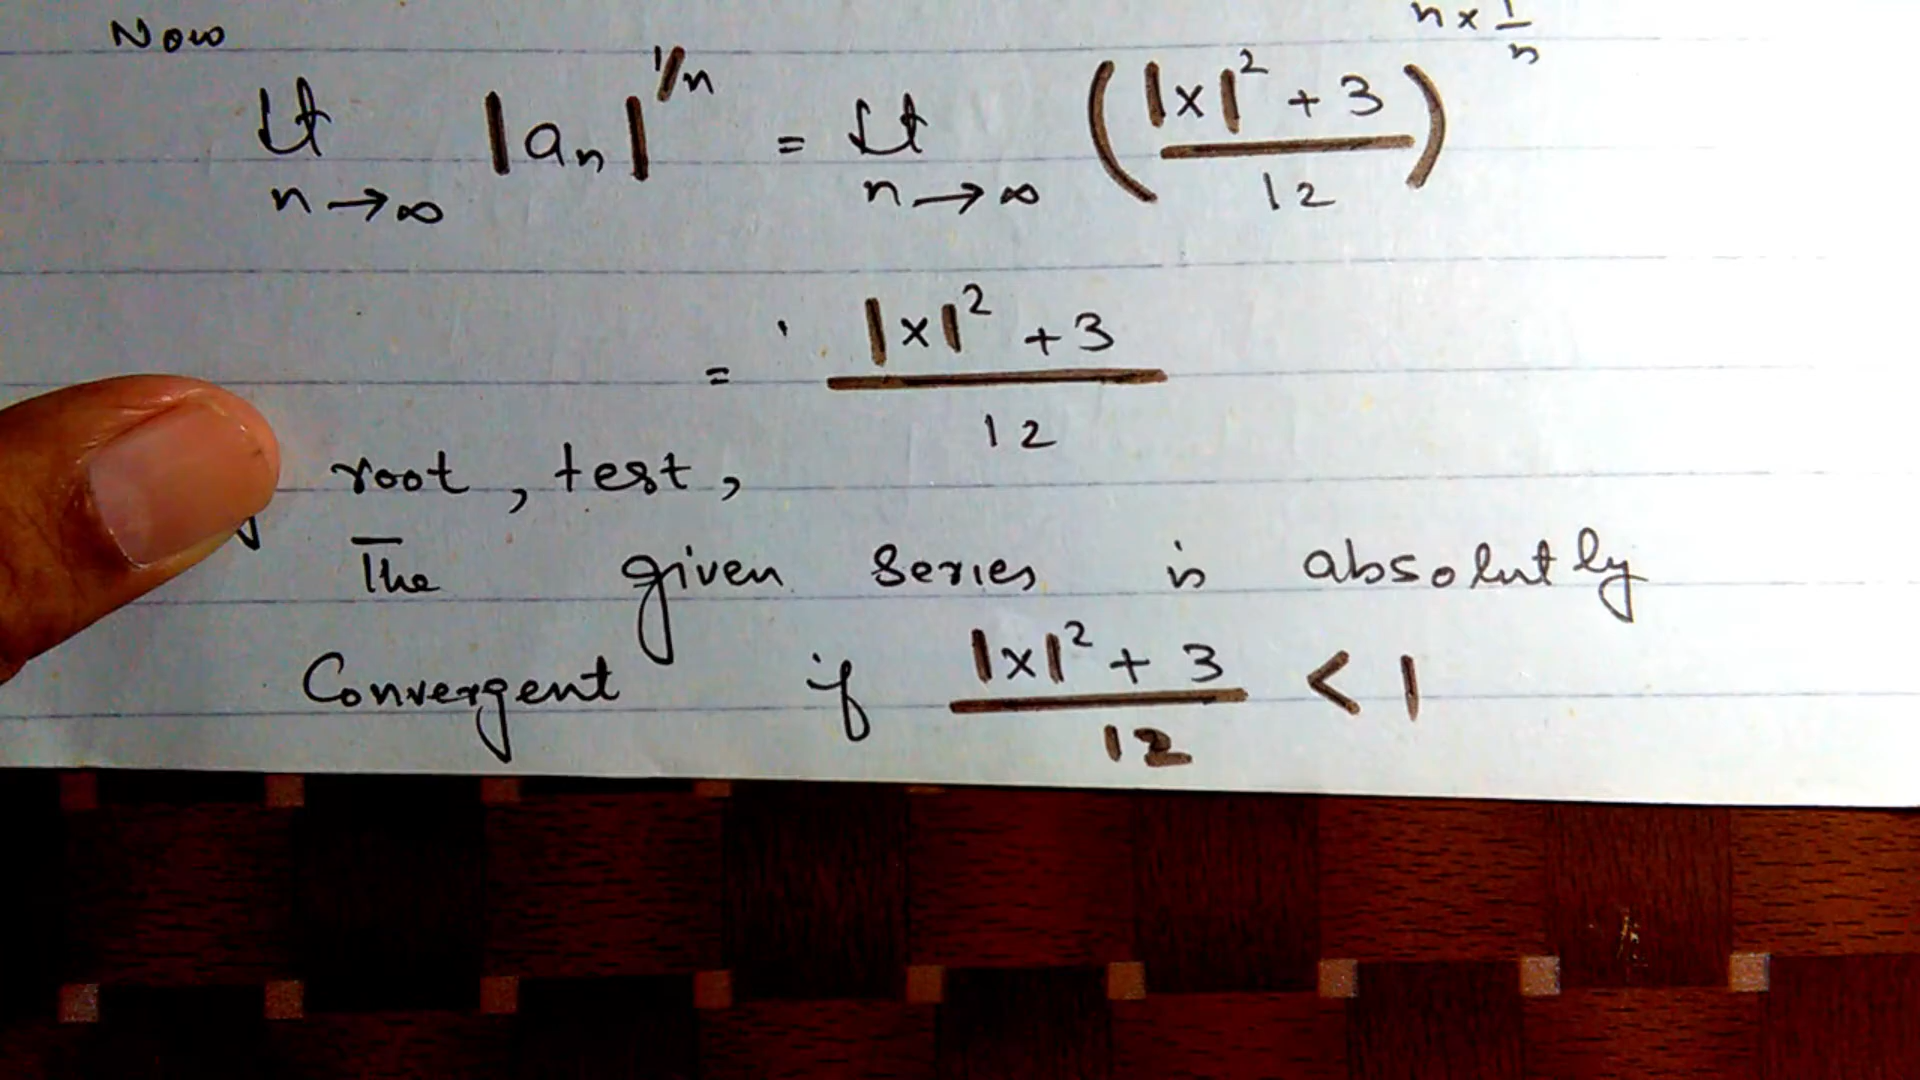 Now
Lt n→∞ |aₙ|^1/n = Lt n→∞ (|x|² + 3 / 12)^n × 1/n
= |x|² + 3 / 12
root, test,
The given series is absolutly
Convergent if |x|² + 3 / 12 < 1